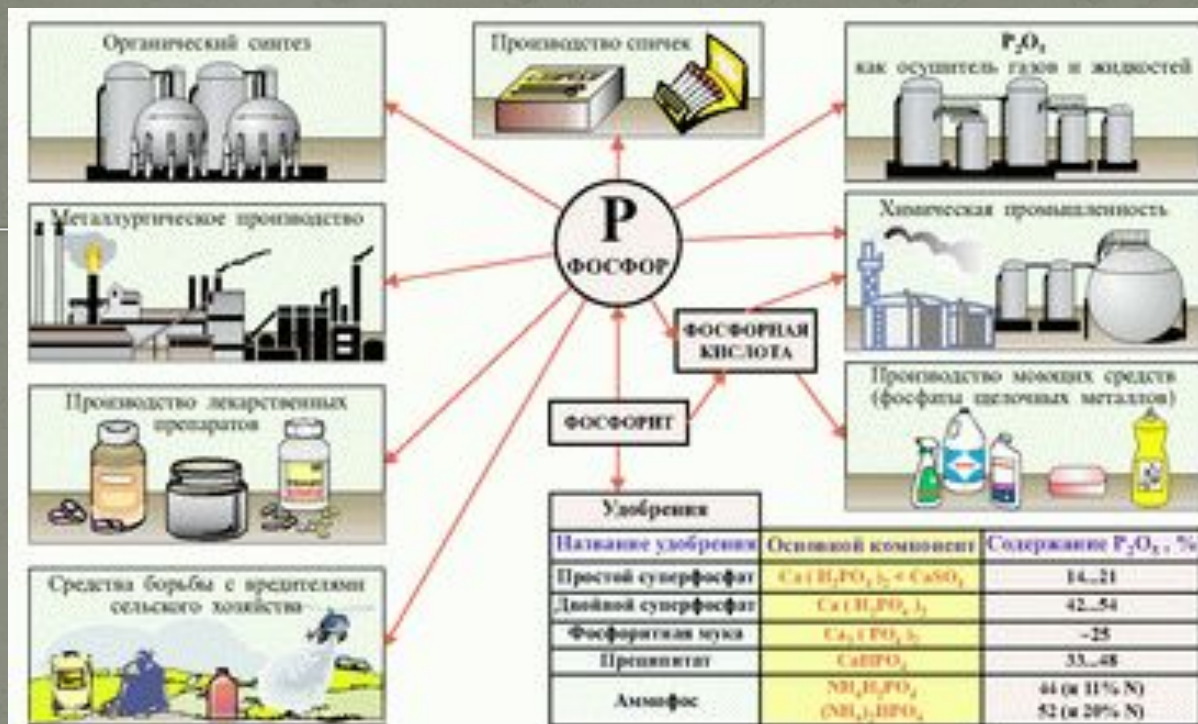 Органический синтез
Производство спичек
P₂O₅
как осушитель газов и жидкостей
Металлургическое производство
P
ФОСФОР
Химическая промышленность
ФОСФОРНАЯ
КИСЛОТА
Производство лекарственных
препаратов
ФОСФОРИТ
Производство моющих средств
(фосфаты щелочных металлов)
Средства борьбы с вредителями
сельского хозяйства
Удобрения
Название удобрения Основной компонент Содержание P₂O₅, %
Простой суперфосфат Ca(H₂PO₄)₂ + CaSO₄ 14...21
Двойной суперфосфат Ca(H₂PO₄)₂ 42...54
Фосфоритная мука Ca₃(PO₄)₂ ~25
Преципитат CaHPO₄ 33...48
Аммофос NH₄H₂PO₄ 44 (и 11% N)
(NH₄)₂HPO₄ 52 (и 20% N)